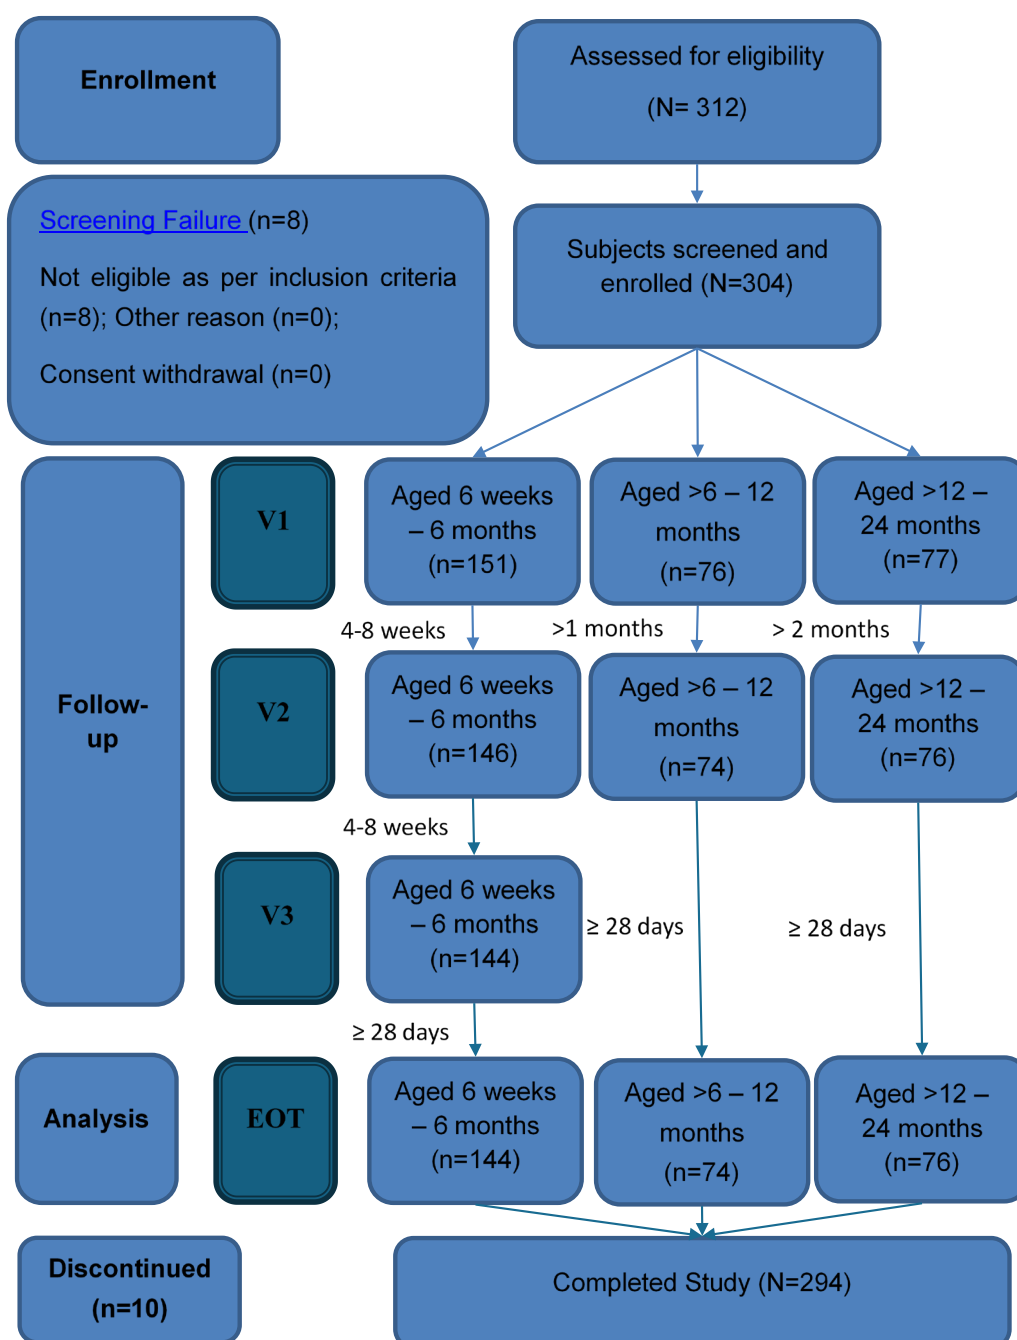 Enrollment
Assessed for eligibility
(N= 312)
Screening Failure (n=8)
Not eligible as per inclusion criteria
(n=8); Other reason (n=0);
Consent withdrawal (n=0)
Subjects screened and
enrolled (N=304)
Follow-
up
V1
Aged 6 weeks
– 6 months
(n=151)
Aged >6 – 12
months
(n=76)
Aged >12 –
24 months
(n=77)
4-8 weeks
>1 months
> 2 months
V2
Aged 6 weeks
– 6 months
(n=146)
Aged >6 – 12
months
(n=74)
Aged >12 –
24 months
(n=76)
4-8 weeks
V3
Aged 6 weeks
– 6 months
(n=144)
≥ 28 days
≥ 28 days
≥ 28 days
Analysis
EOT
Aged 6 weeks
– 6 months
(n=144)
Aged >6 – 12
months
(n=74)
Aged >12 –
24 months
(n=76)
Discontinued
(n=10)
Completed Study (N=294)